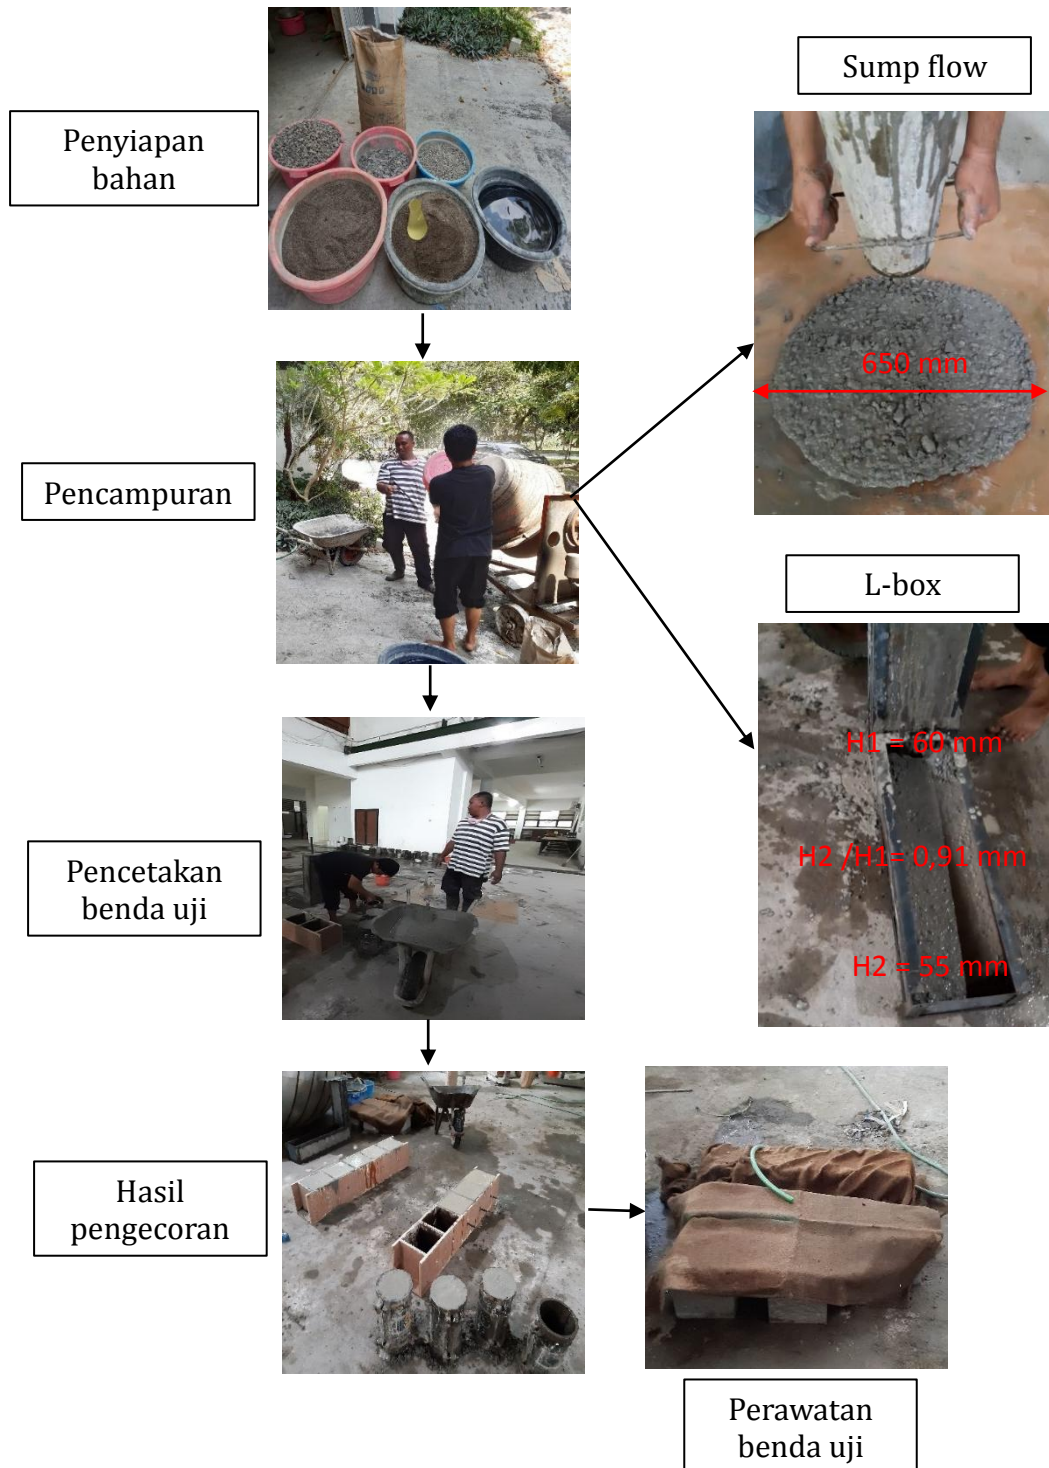 Sump flow
Penyiapan
bahan
650 mm
Pencampuran
L-box
H1 = 60 mm
H2 /H1= 0,91 mm
H2 = 55 mm
Pencetakan
benda uji
Hasil
pengecoran
Perawatan
benda uji